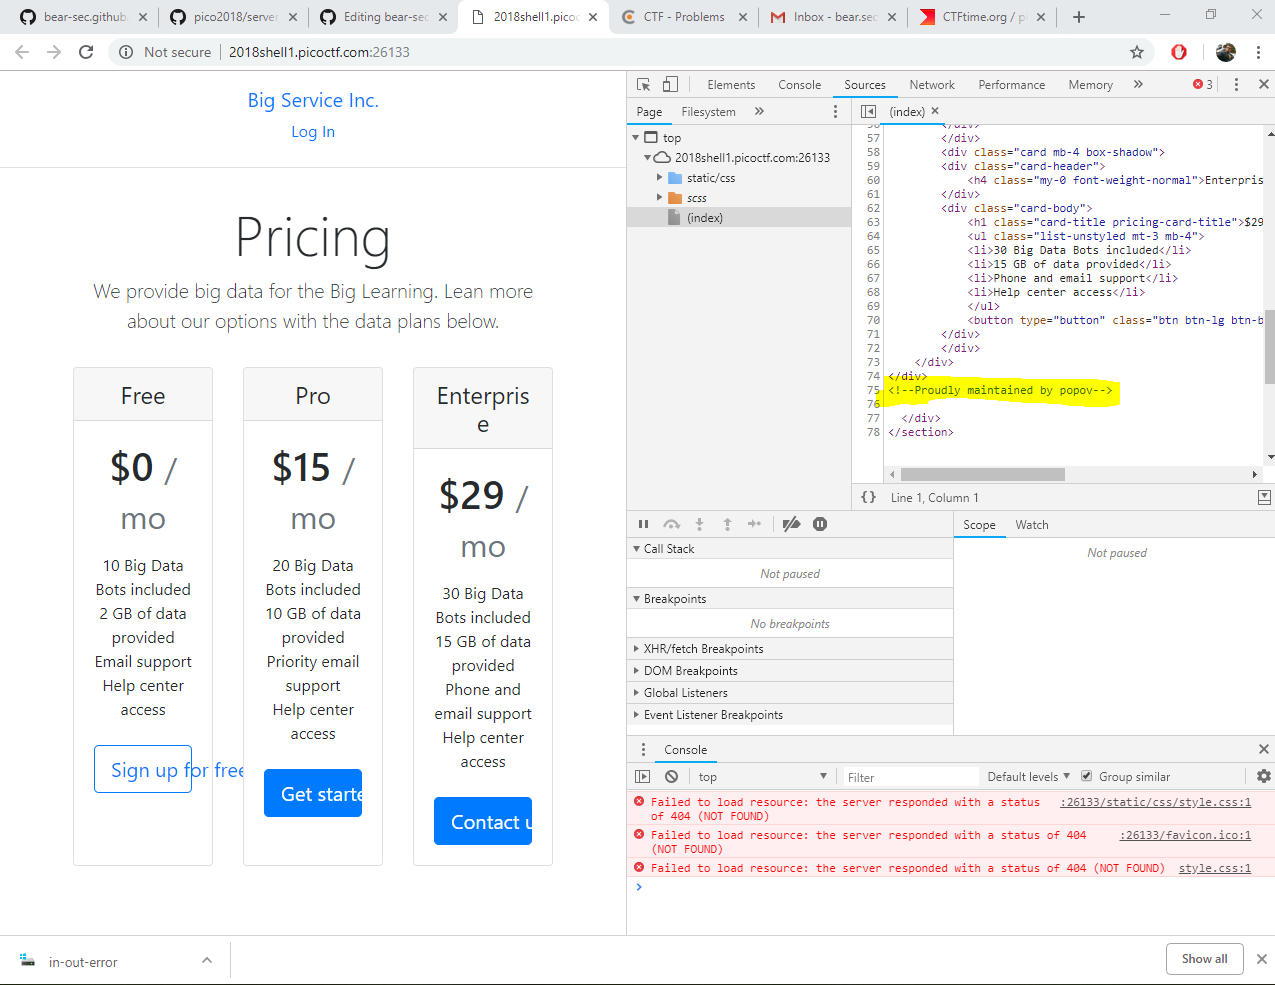 bear-sec.github.
pico2018/server
Editing bear-sec
2018shell1.picoc
CTF - Problems
Inbox - bear.sec
CTFtime.org / p
Not secure | 2018shell1.picoctf.com:26133
Big Service Inc.
Log In
Pricing
We provide big data for the Big Learning. Lean more
about our options with the data plans below.
Free
$0 /
mo
10 Big Data
Bots included
2 GB of data
provided
Email support
Help center
access
Sign up for free
Pro
$15 /
mo
20 Big Data
Bots included
10 GB of data
provided
Priority email
support
Help center
access
Get starte
Enterpris
e
$29 /
mo
30 Big Data
Bots included
15 GB of data
provided
Phone and
email support
Help center
access
Contact u
Elements Console Sources Network Performance Memory » 3
Page Filesystem »
top
2018shell1.picoctf.com:26133
static/css
scss
(index)
(index)
56 </div>
57 </div>
58 <div class="card mb-4 box-shadow">
59 <div class="card-header">
60 <h4 class="my-0 font-weight-normal">Enterpris
61 </div>
62 <div class="card-body">
63 <h1 class="card-title pricing-card-title">$29
64 <ul class="list-unstyled mt-3 mb-4">
65 <li>30 Big Data Bots included</li>
66 <li>15 GB of data provided</li>
67 <li>Phone and email support</li>
68 <li>Help center access</li>
69 </ul>
70 <button type="button" class="btn btn-lg btn-b
71 </div>
72 </div>
73 </div>
74 </div>
75 <!--Proudly maintained by popov-->
76
77 </div>
78 </section>
{} Line 1, Column 1
Call Stack
Not paused
Breakpoints
No breakpoints
XHR/fetch Breakpoints
DOM Breakpoints
Global Listeners
Event Listener Breakpoints
Scope Watch
Not paused
Console
top Filter Default levels Group similar
Failed to load resource: the server responded with a status :26133/static/css/style.css:1
of 404 (NOT FOUND)
Failed to load resource: the server responded with a status of 404 :26133/favicon.ico:1
(NOT FOUND)
Failed to load resource: the server responded with a status of 404 (NOT FOUND) style.css:1
in-out-error
Show all